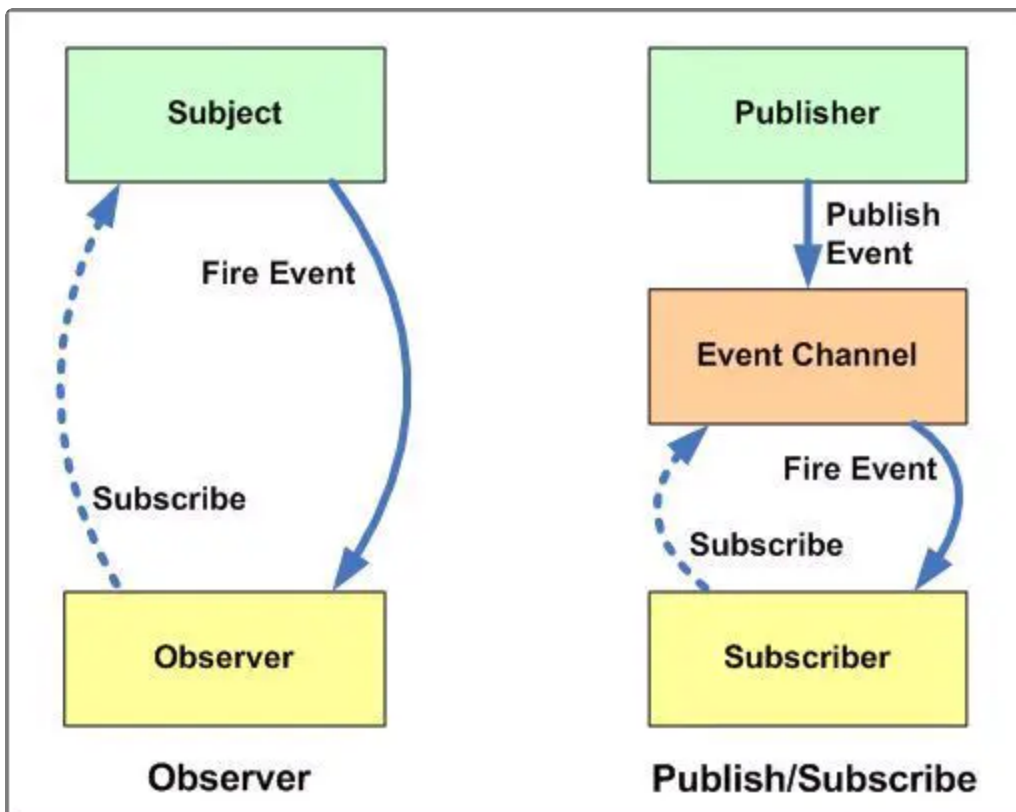 Subject
Fire Event
Subscribe
Observer
Observer
Publisher
Publish
Event
Event Channel
Fire Event
Subscribe
Subscriber
Publish/Subscribe